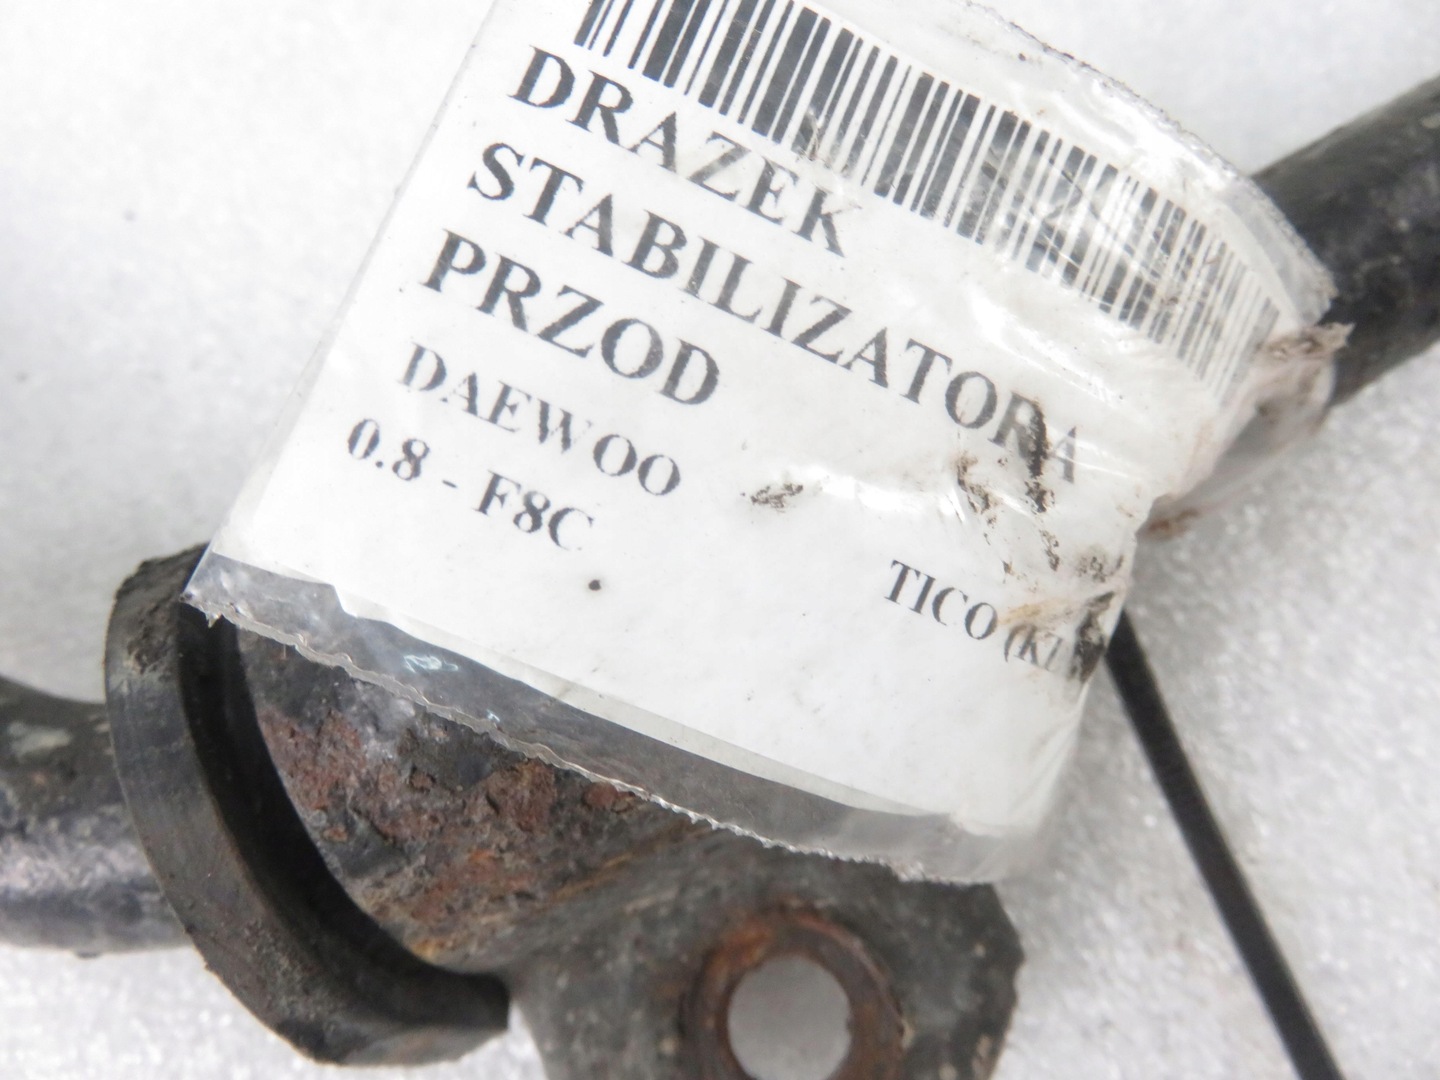 DRAZEK
STABILIZATORA
PRZOD
DAEWOO
0.8 - F8C
TICO